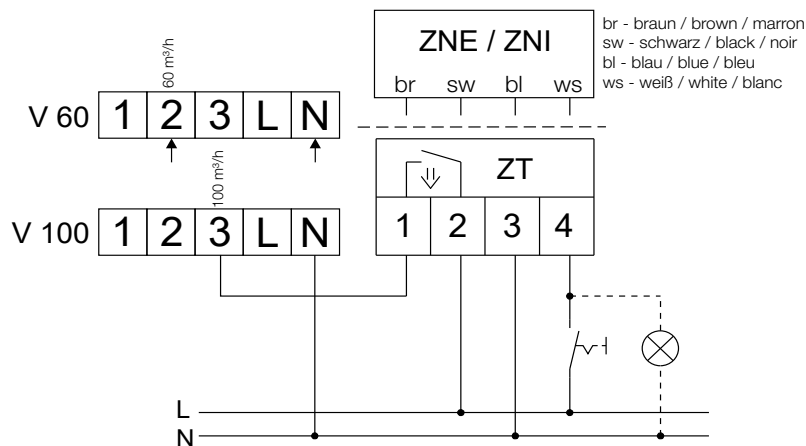 ZNE / ZNI
br sw bl ws
br - braun / brown / marron
sw - schwarz / black / noir
bl - blau / blue / bleu
ws - weiß / white / blanc
60 m³/h
V 60 1 2 3 L N
ZT
100 m³/h
V 100 1 2 3 L N
1 2 3 4
L
N